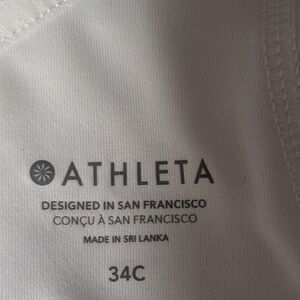 ATHLETA
DESIGNED IN SAN FRANCISCO
CONÇU À SAN FRANCISCO
MADE IN SRI LANKA
34C